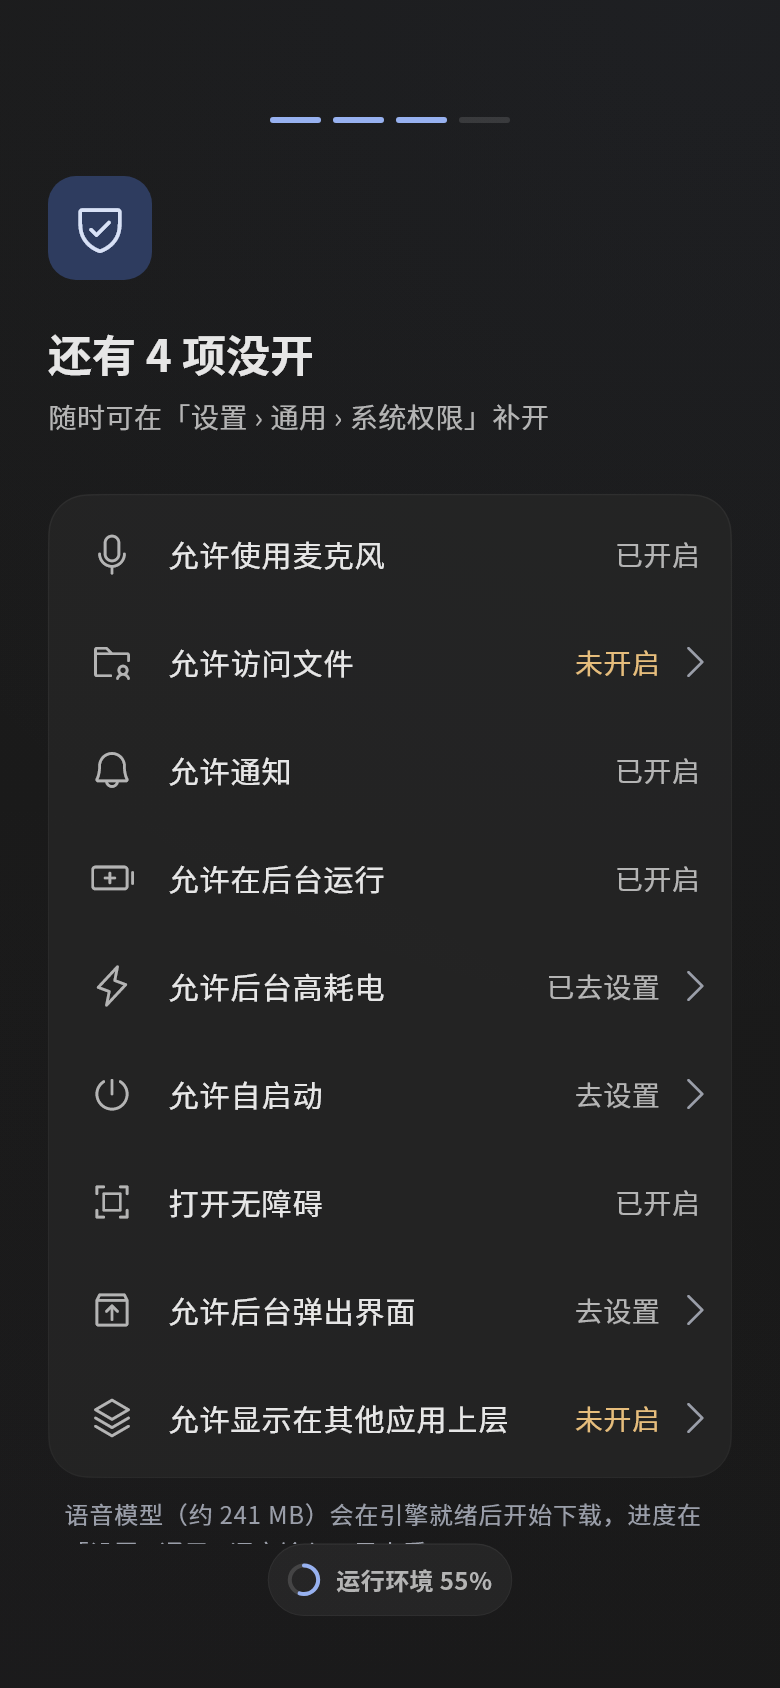 还有 4 项没开
随时可在「设置 › 通用 › 系统权限」补开
允许使用麦克风 已开启
允许访问文件 未开启
允许通知 已开启
允许在后台运行 已开启
允许后台高耗电 已去设置
允许自启动 去设置
打开无障碍 已开启
允许后台弹出界面 去设置
允许显示在其他应用上层 未开启
语音模型（约 241 MB）会在引擎就绪后开始下载，进度在
运行环境 55%